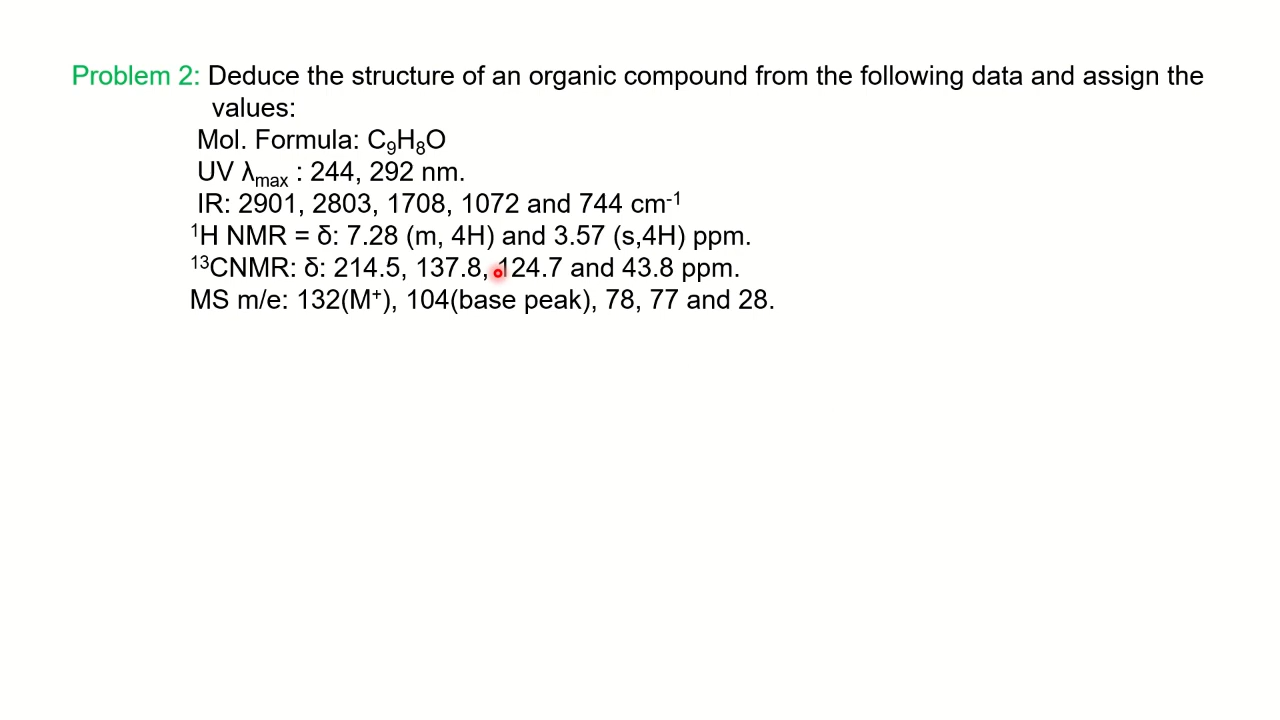 Problem 2: Deduce the structure of an organic compound from the following data and assign the
values:
Mol. Formula: C₉H₈O
UV λmax : 244, 292 nm.
IR: 2901, 2803, 1708, 1072 and 744 cm⁻¹
¹H NMR = δ: 7.28 (m, 4H) and 3.57 (s,4H) ppm.
¹³CNMR: δ: 214.5, 137.8, 124.7 and 43.8 ppm.
MS m/e: 132(M⁺), 104(base peak), 78, 77 and 28.